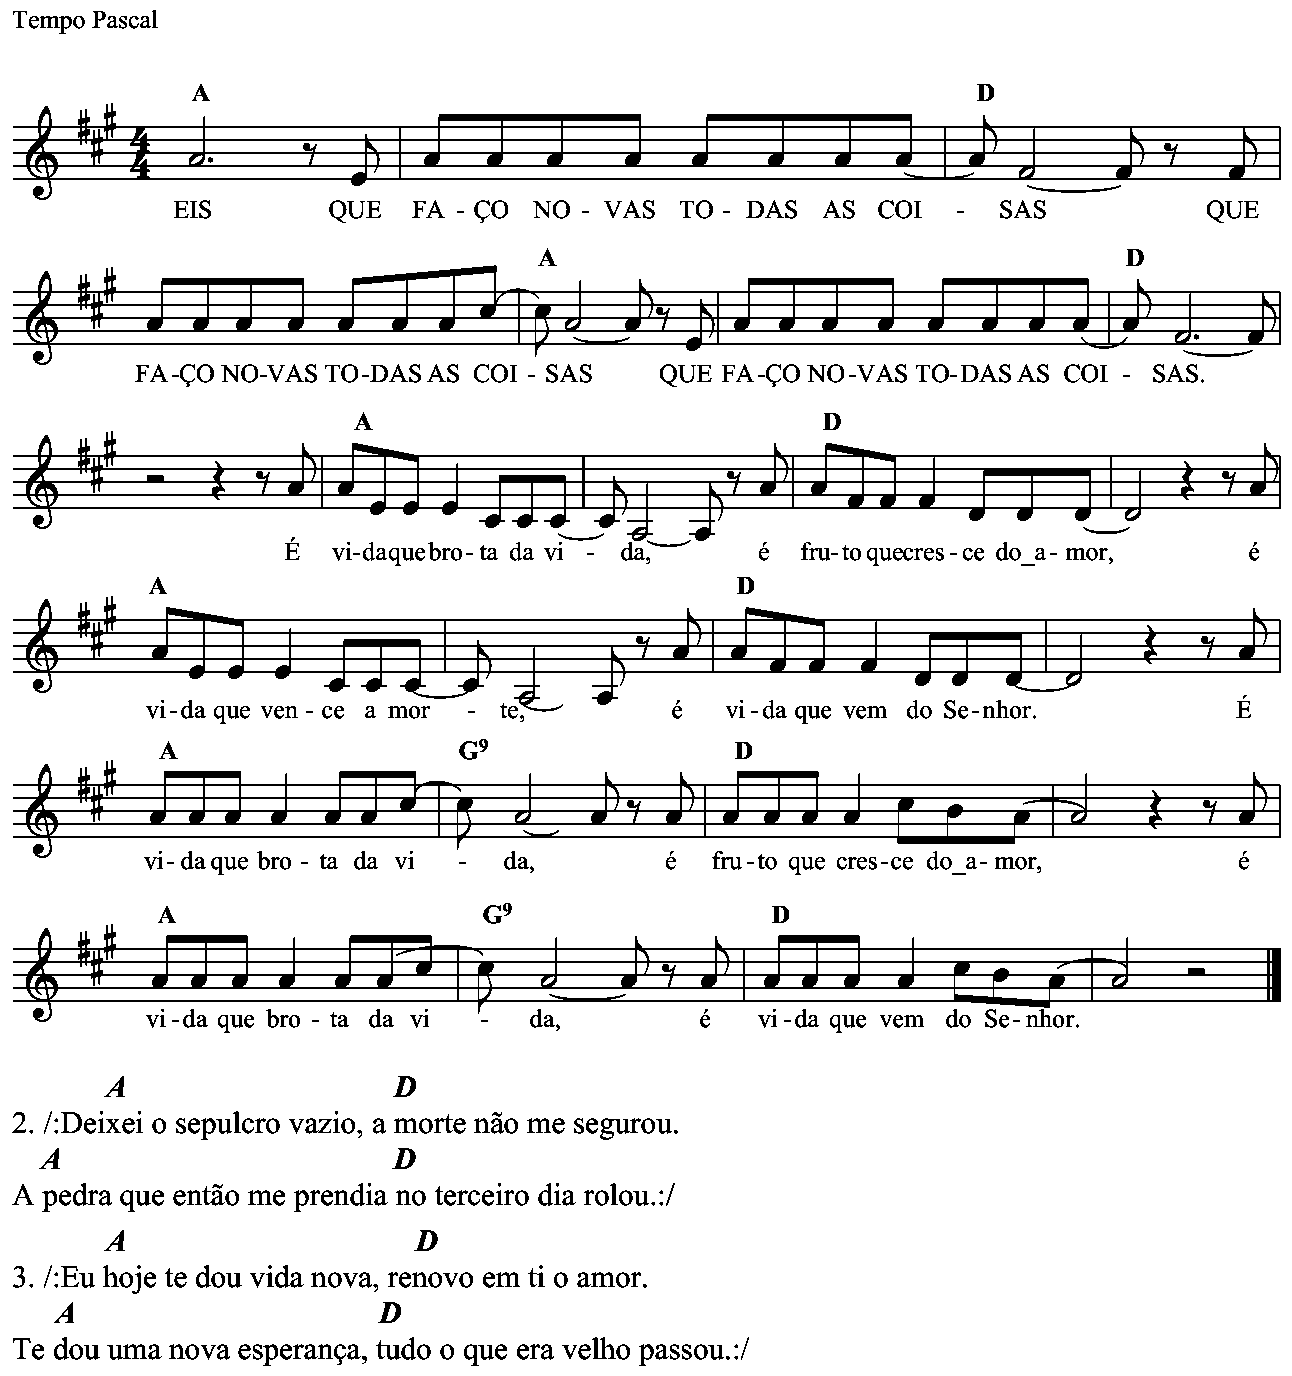 Tempo Pascal
A D
4
4
EIS QUE FA - ÇO NO - VAS TO - DAS AS COI - SAS QUE
A D
FA-ÇO NO-VAS TO-DAS AS COI - SAS QUE FA-ÇO NO-VAS TO-DAS AS COI - SAS.
A D
É vi-da que bro-ta da vi - da, é fru-to que cres-ce do_a-mor, é
A D
vi-da que ven-ce a mor - te, é vi-da que vem do Se-nhor. É
A G9 D
vi-da que bro-ta da vi - da, é fru-to que cres-ce do_a-mor, é
A G9 D
vi-da que bro-ta da vi - da, é vi-da que vem do Se-nhor.
A D
2. /:Deixei o sepulcro vazio, a morte não me segurou.
A D
A pedra que então me prendia no terceiro dia rolou.:/
A D
3. /:Eu hoje te dou vida nova, renovo em ti o amor.
A D
Te dou uma nova esperança, tudo o que era velho passou.:/